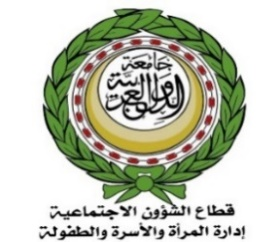 جامعة
الدول العربية
قطاع الشؤون الاجتماعية
إدارة المرأة والأسرة والطفولة